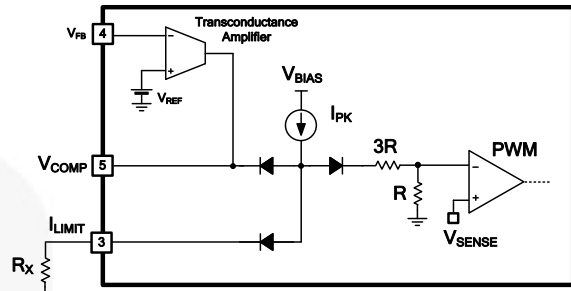 Transconductance
Amplifier
VFB
4
−
+
VREF
VBIAS
IPK
VCOMP
5
3R
R
PWM
−
+
VSENSE
ILIMIT
3
RX